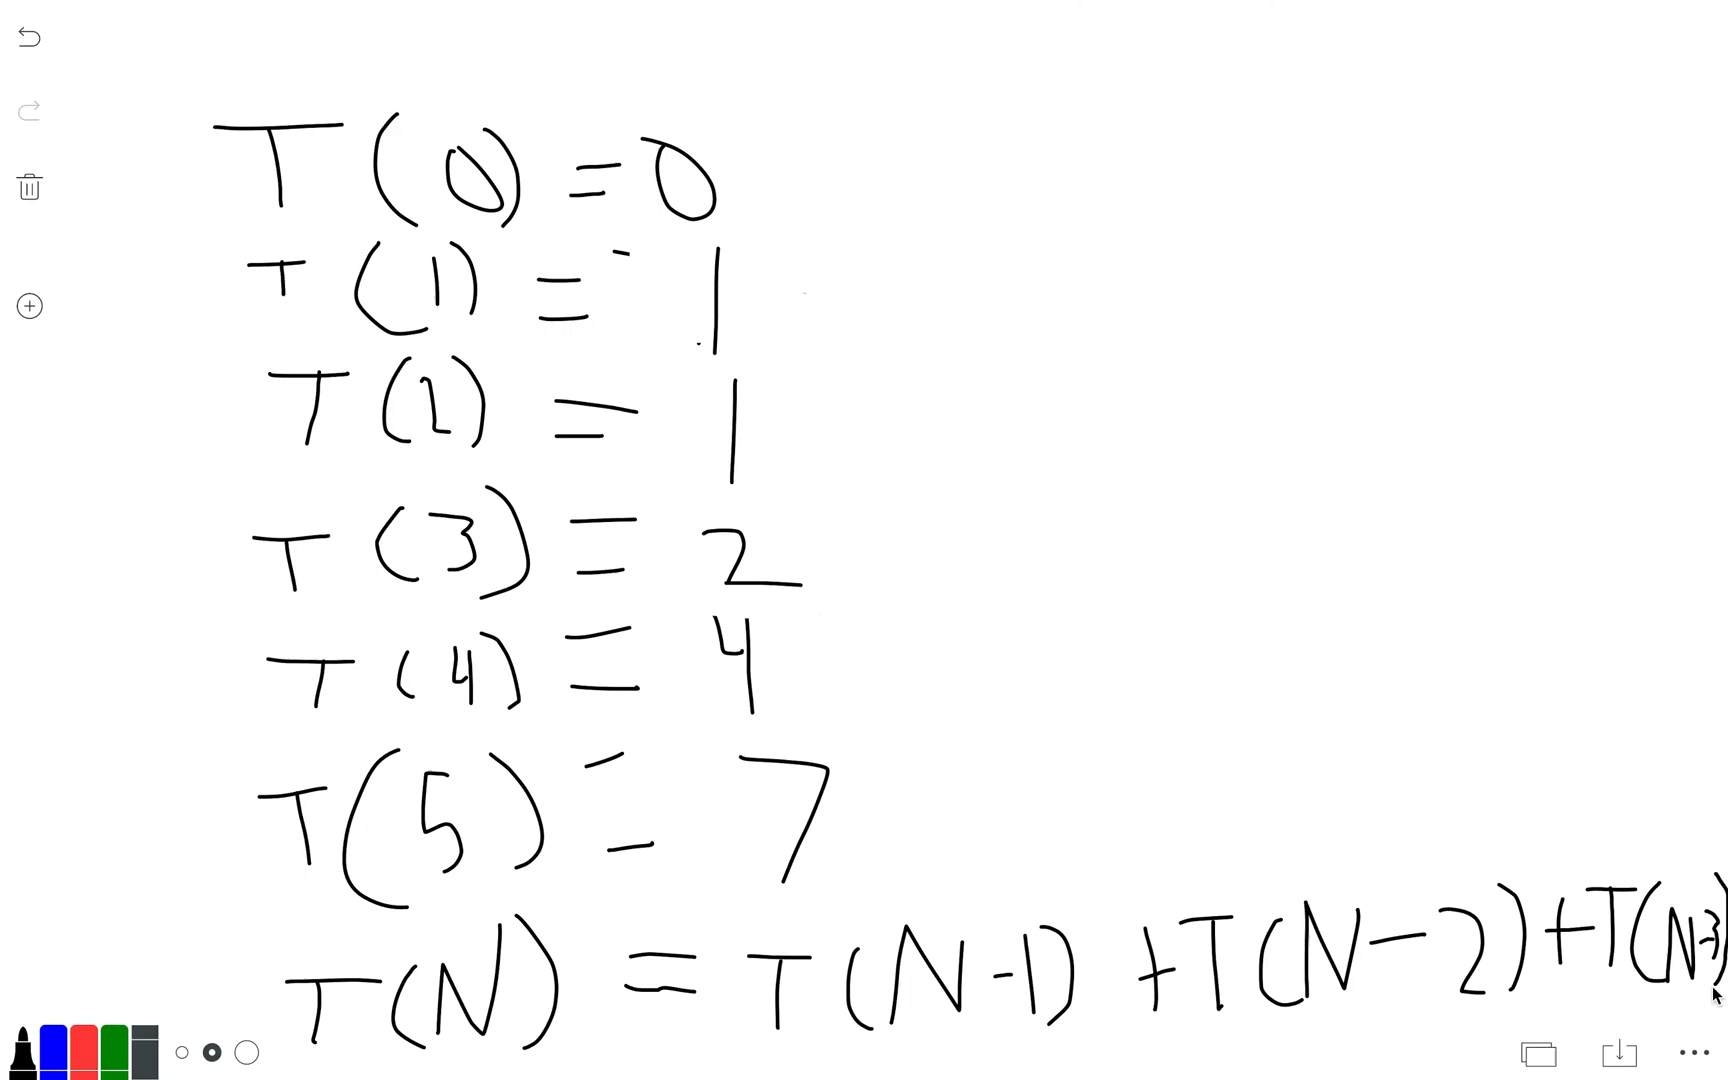 T(0) = 0
T(1) = 1
T(2) = 1
T(3) = 2
T(4) = 4
T(5) = 7
T(N) = T(N-1) + T(N-2) + T(N-3)